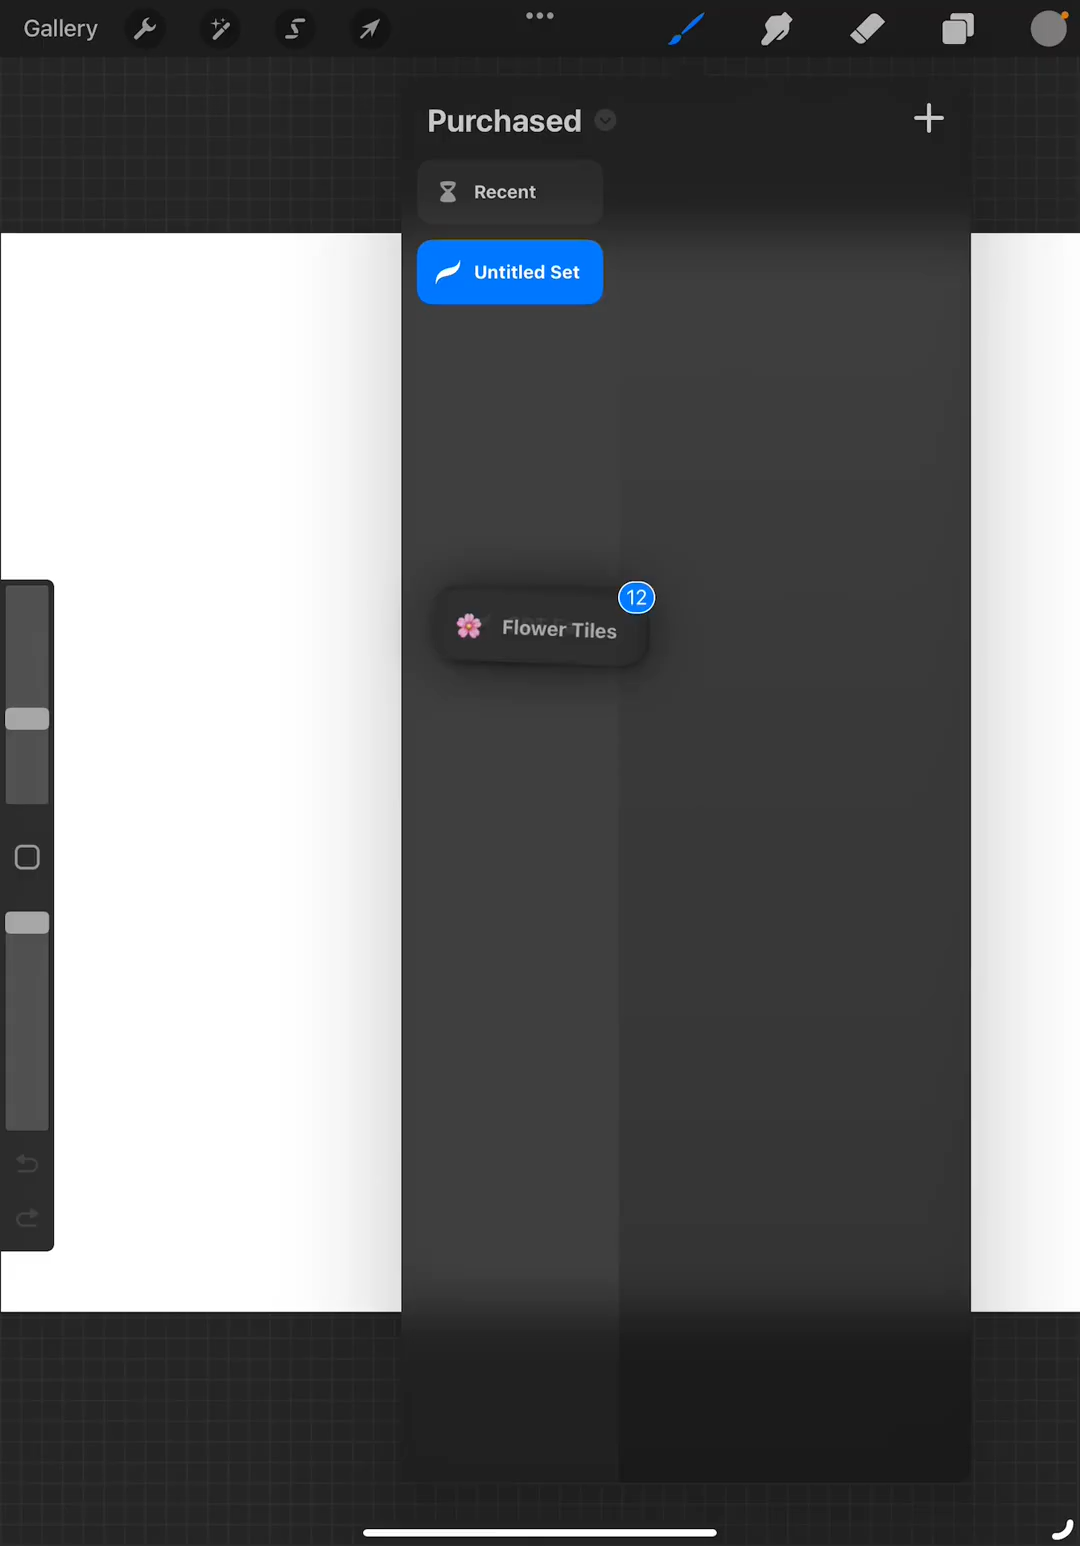 Gallery
Purchased
Recent
Untitled Set
12
Flower Tiles